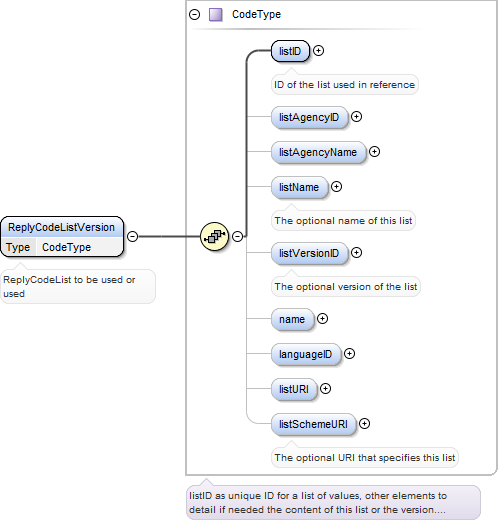 CodeType
listID
ID of the list used in reference
listAgencyID
listAgencyName
listName
The optional name of this list
ReplyCodeListVersion
Type CodeType
ReplyCodeList to be used or
used
listVersionID
The optional version of the list
name
languageID
listURI
listSchemeURI
The optional URI that specifies this list
listID as unique ID for a list of values, other elements to
detail if needed the content of this list or the version....